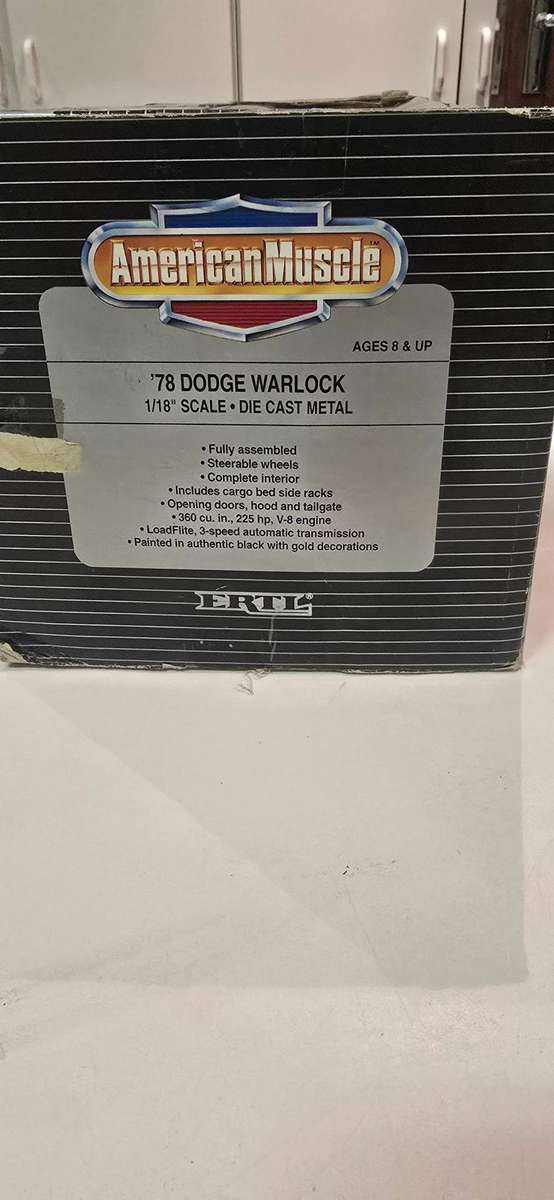 American Muscle™
AGES 8 & UP
'78 DODGE WARLOCK
1/18" SCALE • DIE CAST METAL
• Fully assembled
• Steerable wheels
• Complete interior
• Includes cargo bed side racks
• Opening doors, hood and tailgate
• 360 cu. in., 225 hp, V-8 engine
• LoadFlite, 3-speed automatic transmission
• Painted in authentic black with gold decorations
ERTL®